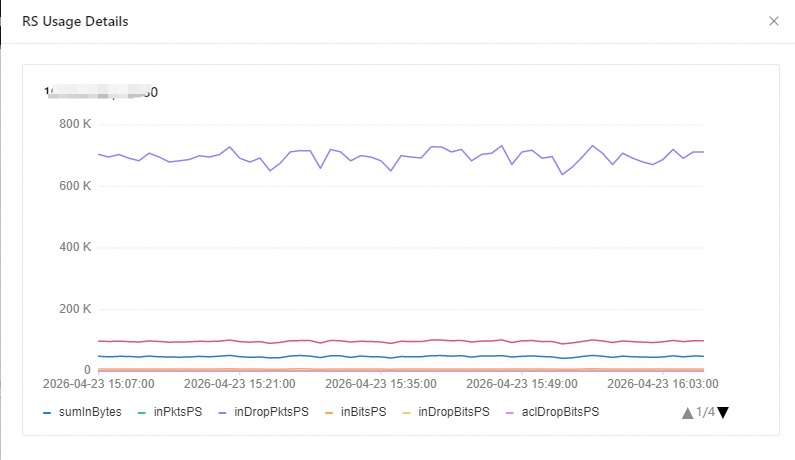 RS Usage Details
800 K
600 K
400 K
200 K
0
2026-04-23 15:07:00 2026-04-23 15:21:00 2026-04-23 15:35:00 2026-04-23 15:49:00 2026-04-23 16:03:00
sumInBytes inPktsPS inDropPktsPS inBitsPS inDropBitsPS aclDropBitsPS 1/4